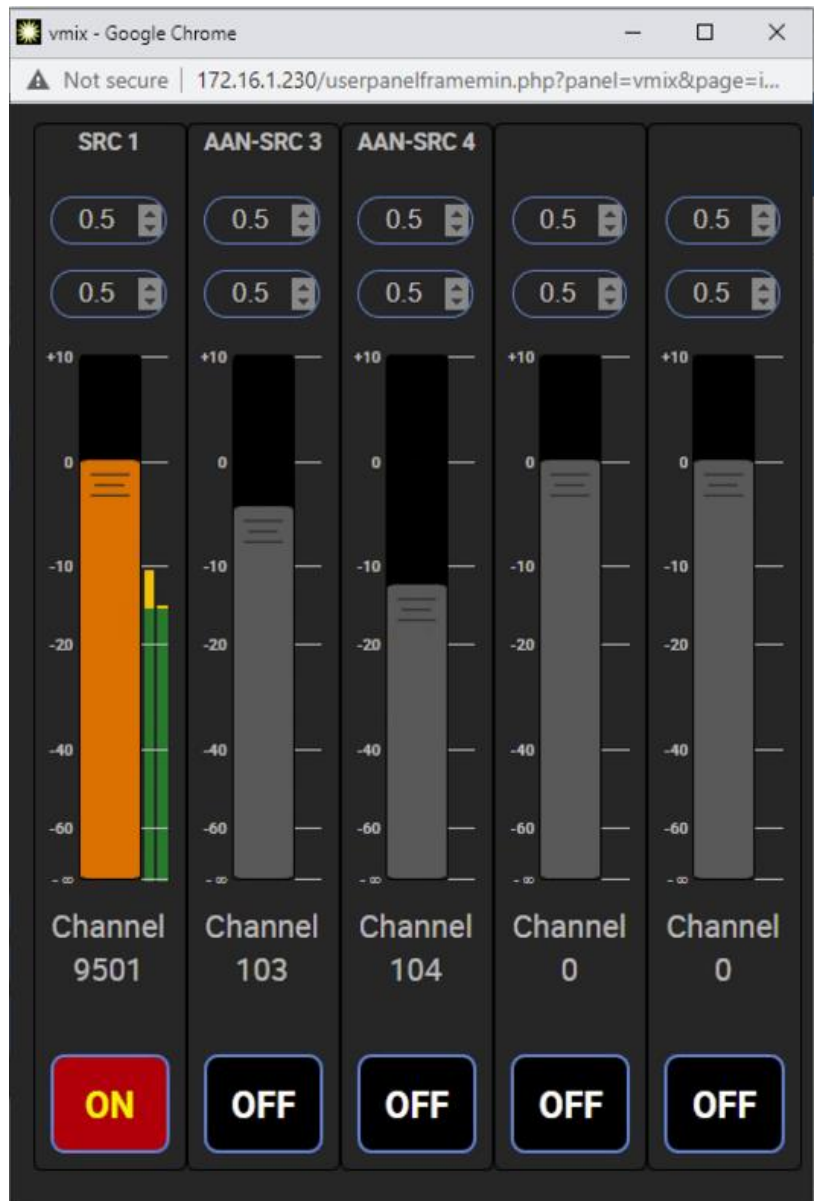 vmix - Google Chrome
Not secure | 172.16.1.230/userpanelframemin.php?panel=vmix&page=i...
SRC 1 AAN-SRC 3 AAN-SRC 4
0.5 0.5 0.5 0.5 0.5
0.5 0.5 0.5 0.5 0.5
+10 +10 +10 +10 +10
0 0 0 0 0
-10 -10 -10 -10 -10
-20 -20 -20 -20 -20
-40 -40 -40 -40 -40
-60 -60 -60 -60 -60
- ∞ - ∞ - ∞ - ∞ - ∞
Channel Channel Channel Channel Channel
9501 103 104 0 0
ON OFF OFF OFF OFF